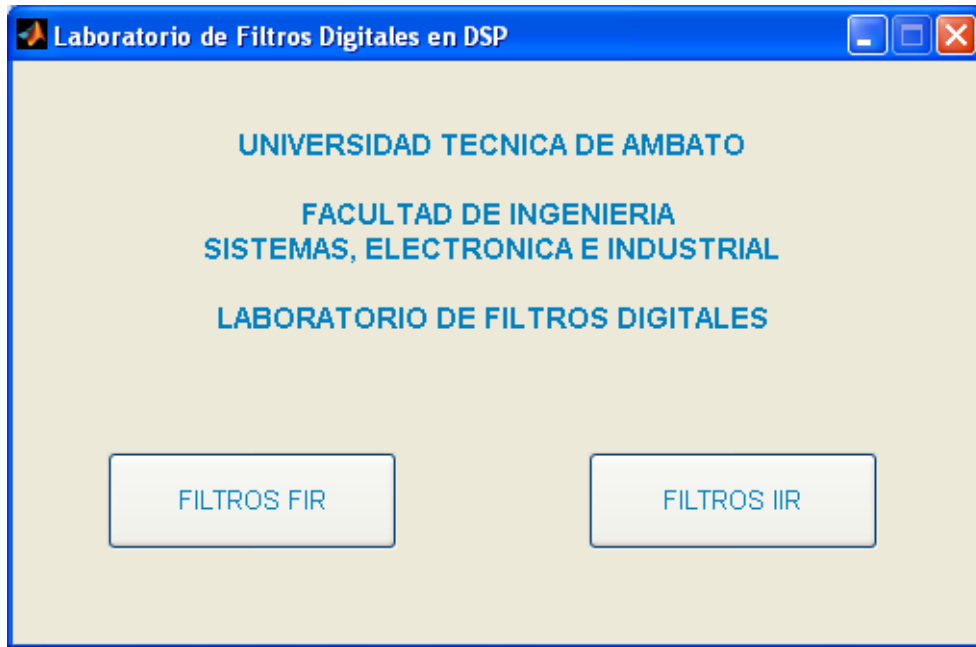 Laboratorio de Filtros Digitales en DSP
UNIVERSIDAD TECNICA DE AMBATO
FACULTAD DE INGENIERIA
SISTEMAS, ELECTRONICA E INDUSTRIAL
LABORATORIO DE FILTROS DIGITALES
FILTROS FIR
FILTROS IIR